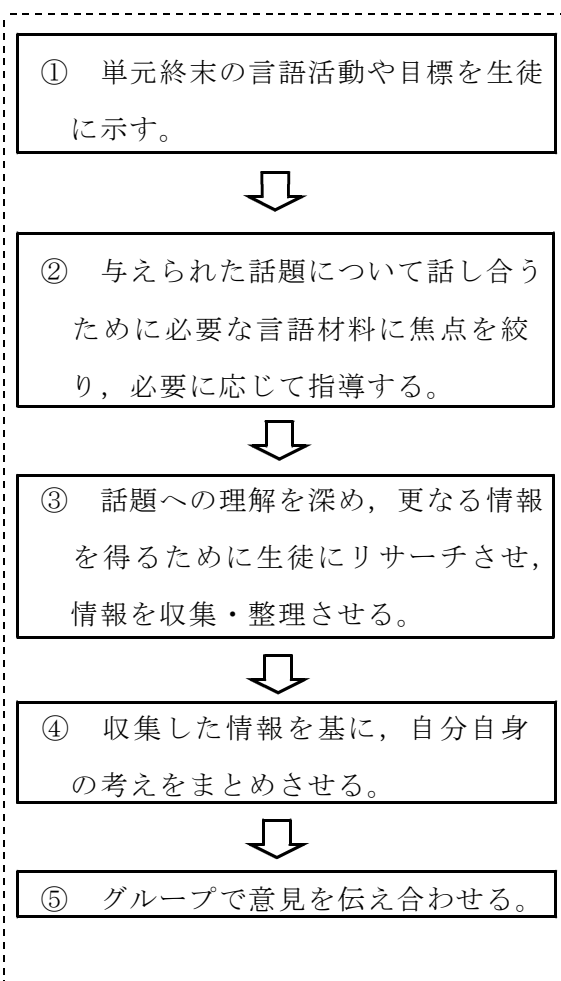 ① 単元終末の言語活動や目標を生徒
に示す。
② 与えられた話題について話し合う
ために必要な言語材料に焦点を絞
り，必要に応じて指導する。
③ 話題への理解を深め，更なる情報
を得るために生徒にリサーチさせ，
情報を収集・整理させる。
④ 収集した情報を基に，自分自身
の考えをまとめさせる。
⑤ グループで意見を伝え合わせる。